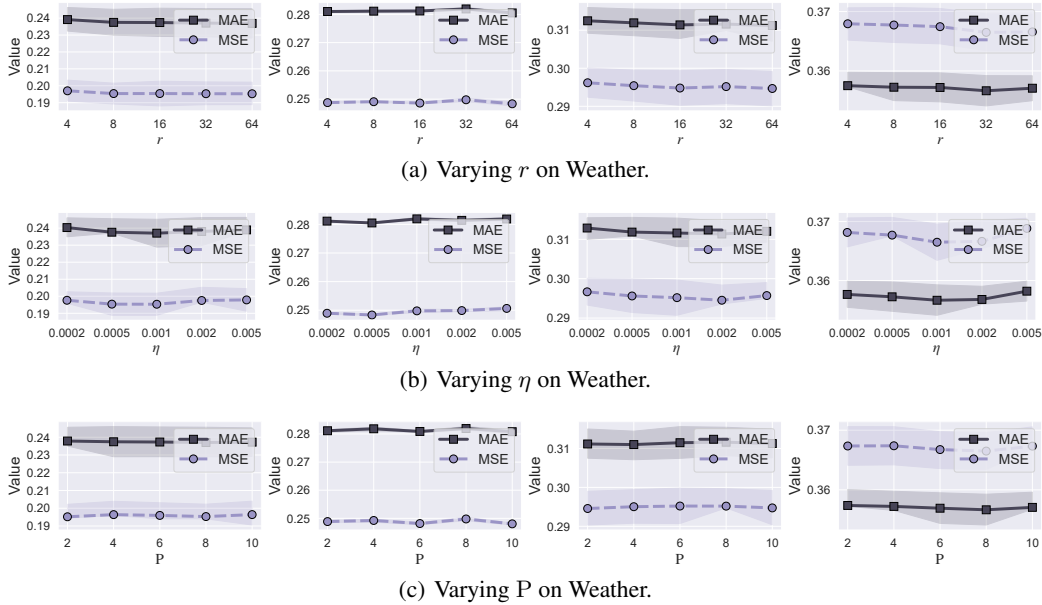 0.24
0.23
0.22
0.21
0.20
0.19
Value
MAE
MSE
4 8 16 32 64
r
0.28
0.27
0.26
0.25
Value
MAE
MSE
4 8 16 32 64
r
0.31
0.30
0.29
Value
MAE
MSE
4 8 16 32 64
r
0.37
0.36
Value
MAE
MSE
4 8 16 32 64
r
(a) Varying r on Weather.
0.24
0.23
0.22
0.21
0.20
0.19
Value
MAE
MSE
0.0002 0.0005 0.001 0.002 0.005
η
0.28
0.27
0.26
0.25
Value
MAE
MSE
0.0002 0.0005 0.001 0.002 0.005
η
0.31
0.30
0.29
Value
MAE
MSE
0.0002 0.0005 0.001 0.002 0.005
η
0.37
0.36
Value
MAE
MSE
0.0002 0.0005 0.001 0.002 0.005
η
(b) Varying η on Weather.
0.24
0.23
0.22
0.21
0.20
0.19
Value
MAE
MSE
2 4 6 8 10
P
0.28
0.27
0.26
0.25
Value
MAE
MSE
2 4 6 8 10
P
0.31
0.30
0.29
Value
MAE
MSE
2 4 6 8 10
P
0.37
0.36
Value
MAE
MSE
2 4 6 8 10
P
(c) Varying P on Weather.